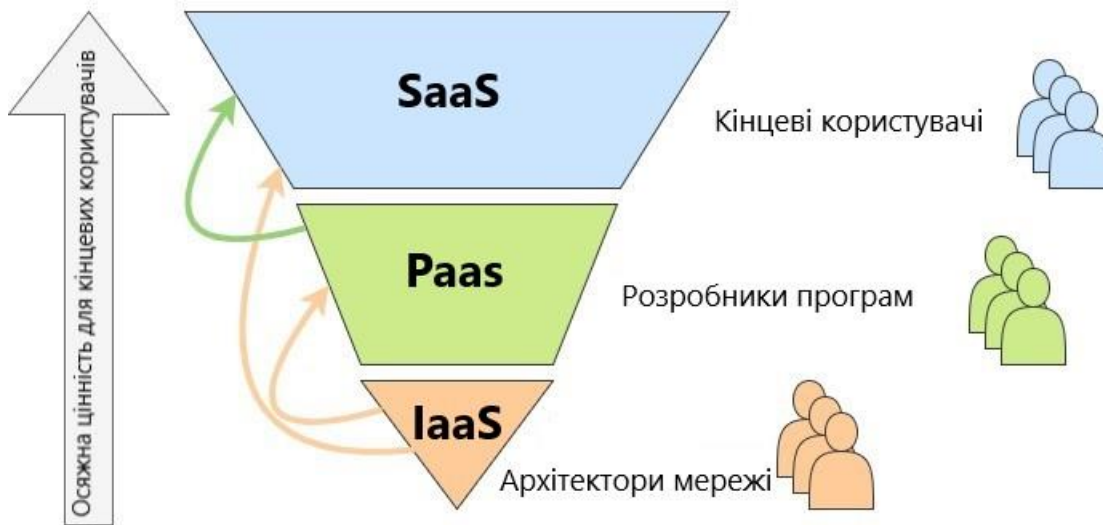 Осяжна цінність для кінцевих користувачів
SaaS
Кінцеві користувачі
Paas
Розробники програм
IaaS
Архітектори мережі